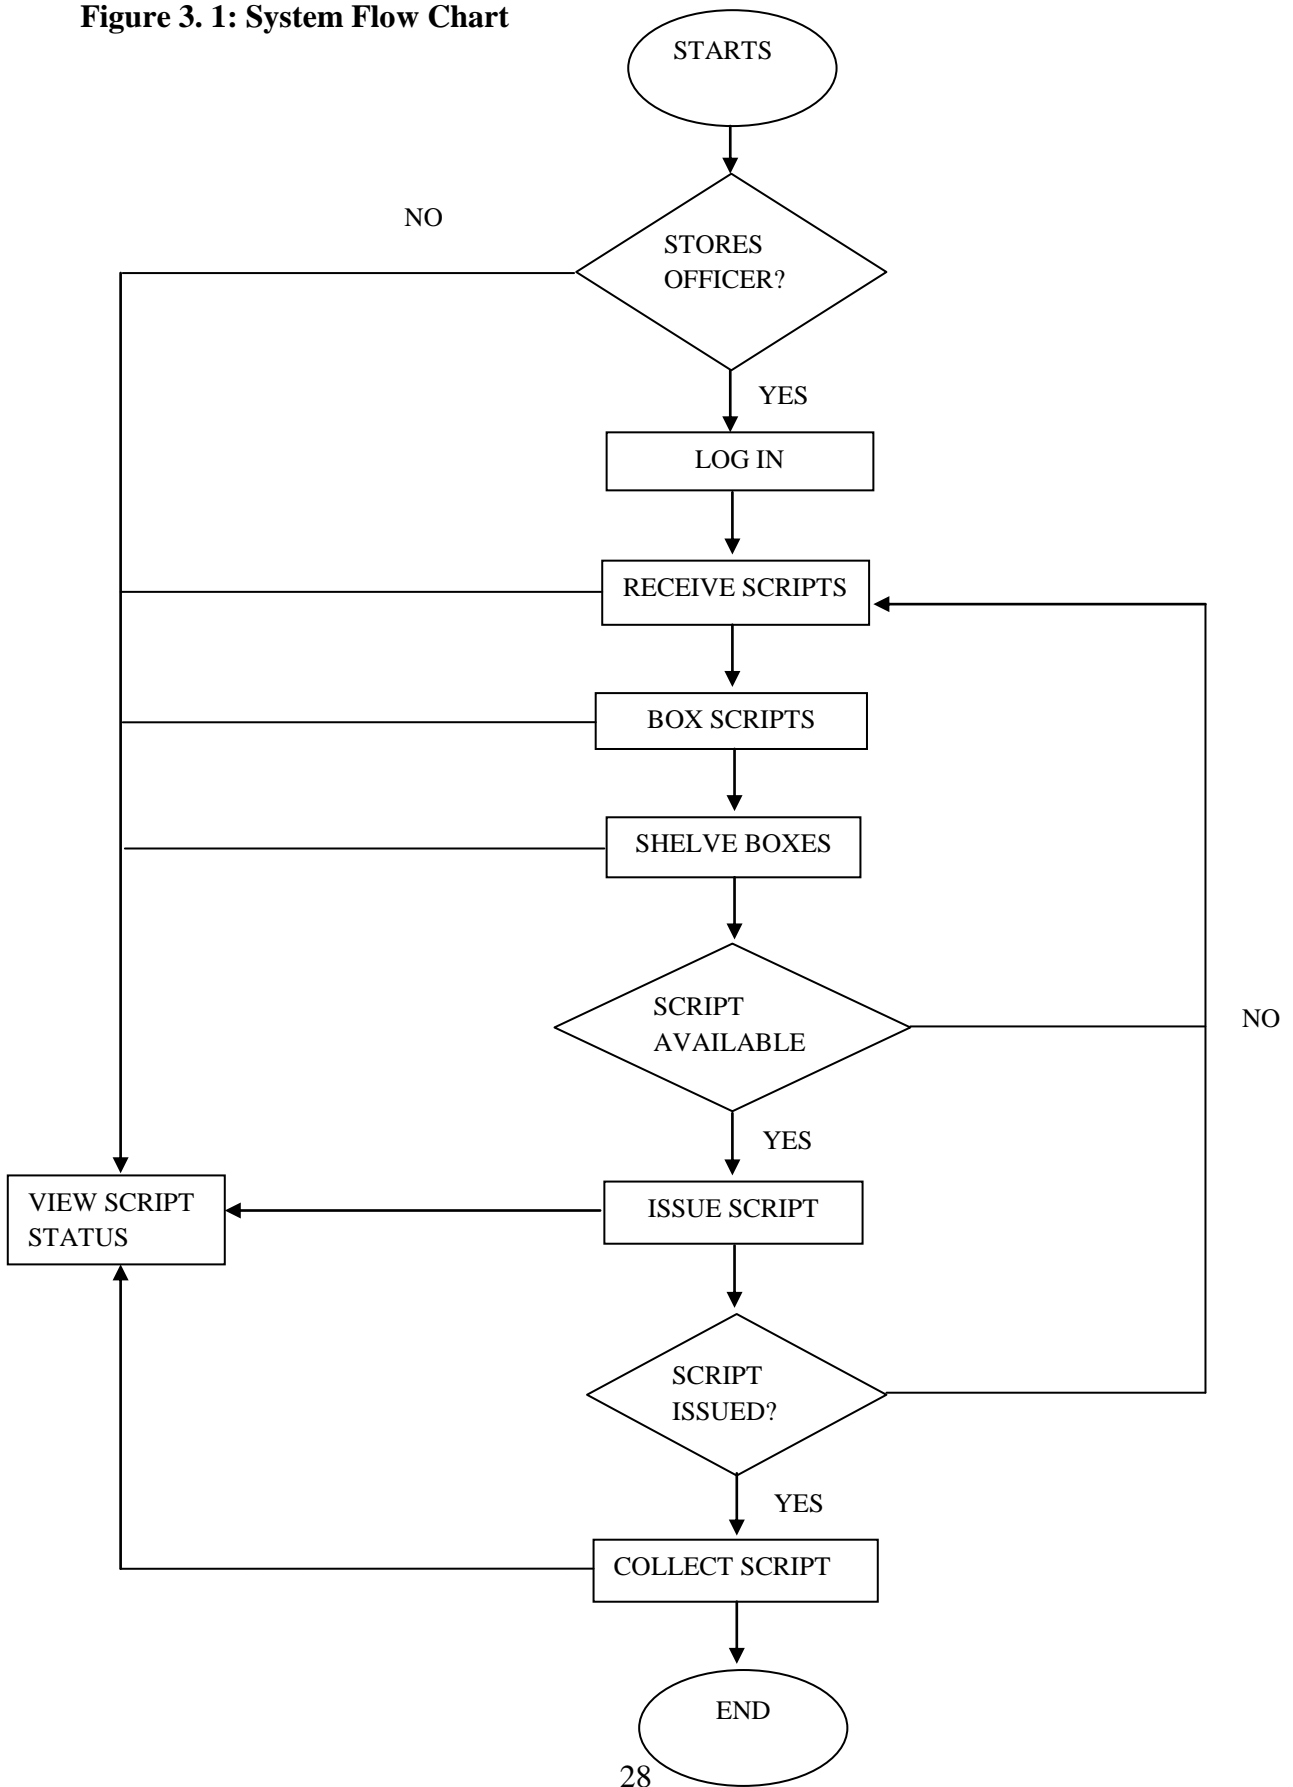 Figure 3. 1: System Flow Chart
STARTS
NO
STORES
OFFICER?
YES
LOG IN
RECEIVE SCRIPTS
BOX SCRIPTS
SHELVE BOXES
SCRIPT
AVAILABLE
NO
YES
VIEW SCRIPT
STATUS
ISSUE SCRIPT
SCRIPT
ISSUED?
YES
COLLECT SCRIPT
END
28